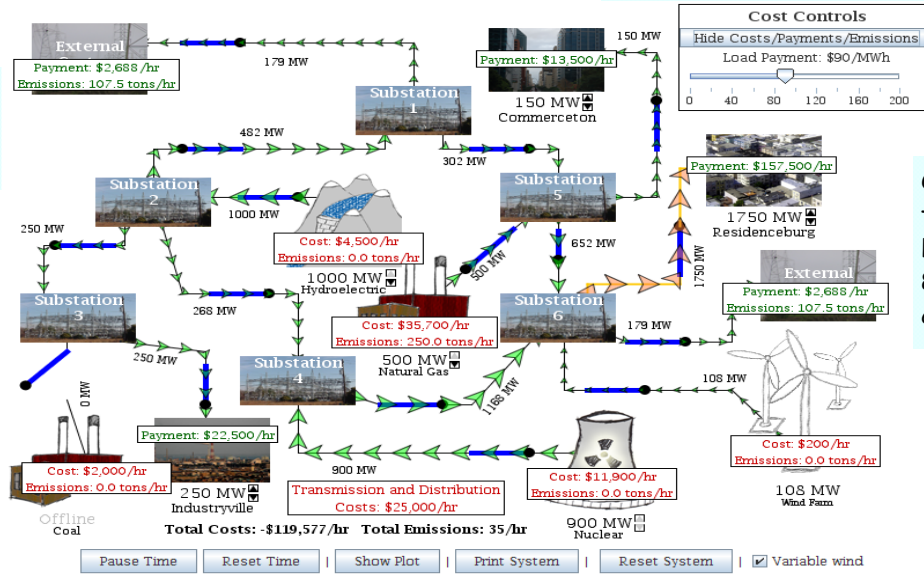 External
Payment: $2,688/hr
Emissions: 107.5 tons/hr
179 MW
Substation
1
482 MW
302 MW
Payment: $13,500/hr
150 MW
150 MW
Commerceton
Cost Controls
Hide Costs/Payments/Emissions
Load Payment: $90/MWh
0 40 80 120 160 200
Substation
2
1000 MW
250 MW
Cost: $4,500/hr
Emissions: 0.0 tons/hr
1000 MW
Hydroelectric
Substation
5
500 MW
652 MW
Payment: $157,500/hr
1750 MW
Residenceburg
1750 MW
Substation
3
268 MW
Cost: $35,700/hr
Emissions: 250.0 tons/hr
500 MW
Natural Gas
Substation
6
External
Payment: $2,688/hr
Emissions: 107.5 tons/hr
179 MW
250 MW
Substation
4
1168 MW
108 MW
0 MW
Payment: $22,500/hr
250 MW
Industryville
Cost: $2,000/hr
Emissions: 0.0 tons/hr
Offline
Coal
900 MW
Transmission and Distribution
Costs: $25,000/hr
Cost: $11,900/hr
Emissions: 0.0 tons/hr
900 MW
Nuclear
Cost: $200/hr
Emissions: 0.0 tons/hr
108 MW
Wind Farm
Total Costs: -$119,577/hr Total Emissions: 35/hr
Pause Time | Reset Time | Show Plot | Print System | Reset System | Variable wind